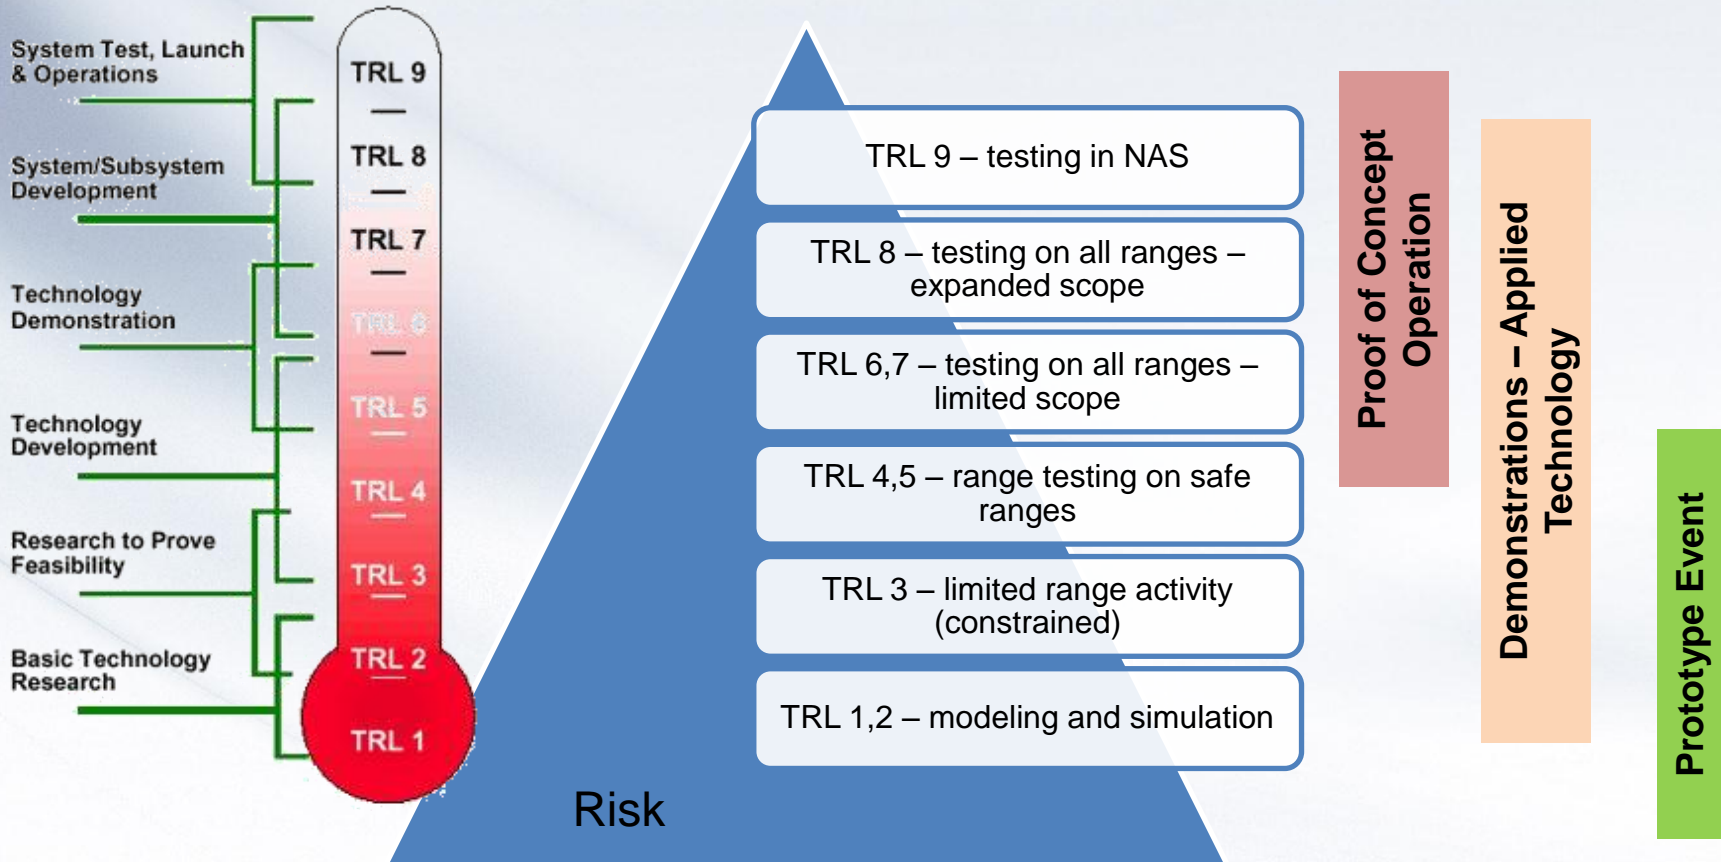 System Test, Launch
& Operations
System/Subsystem
Development
Technology
Demonstration
Technology
Development
Research to Prove
Feasibility
Basic Technology
Research
TRL 9
TRL 8
TRL 7
TRL 6
TRL 5
TRL 4
TRL 3
TRL 2
TRL 1
TRL 9 – testing in NAS
TRL 8 – testing on all ranges –
expanded scope
TRL 6,7 – testing on all ranges –
limited scope
TRL 4,5 – range testing on safe
ranges
TRL 3 – limited range activity
(constrained)
TRL 1,2 – modeling and simulation
Risk
Proof of Concept
Operation
Demonstrations – Applied
Technology
Prototype Event